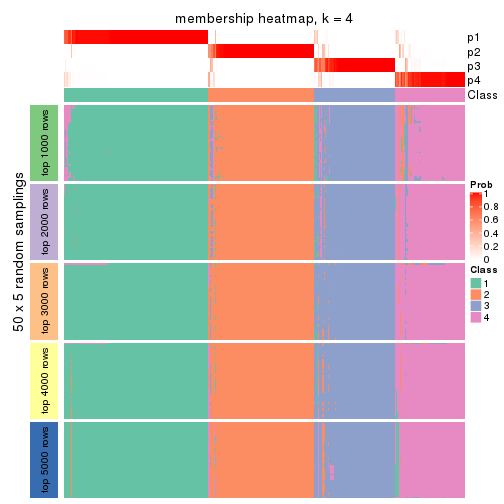 membership heatmap, k = 4
p1
p2
p3
p4
Class
50 x 5 random samplings
top 1000 rows
top 2000 rows
top 3000 rows
top 4000 rows
top 5000 rows
Prob
1
0.8
0.6
0.4
0.2
0
Class
1
2
3
4